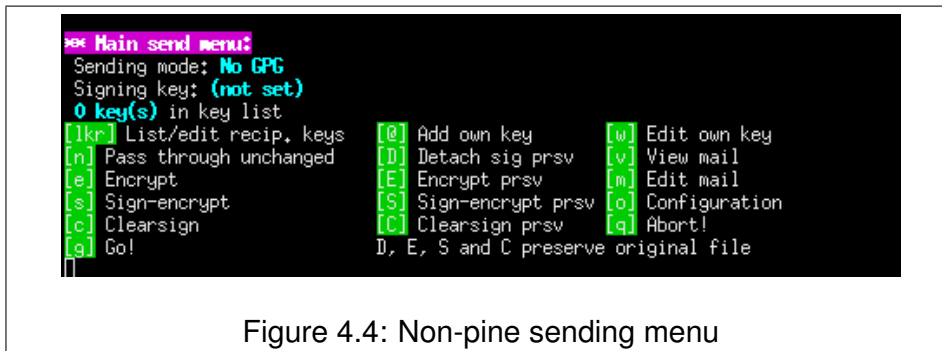 *** Main send menu:
Sending mode: No GPG
Signing key: (not set)
0 key(s) in key list
[lkr] List/edit recip. keys [@] Add own key [w] Edit own key
[n] Pass through unchanged [D] Detach sig prsv [v] View mail
[e] Encrypt [E] Encrypt prsv [m] Edit mail
[s] Sign-encrypt [S] Sign-encrypt prsv [o] Configuration
[c] Clearsign [C] Clearsign prsv [q] Abort!
[g] Go! D, E, S and C preserve original file
Figure 4.4: Non-pine sending menu